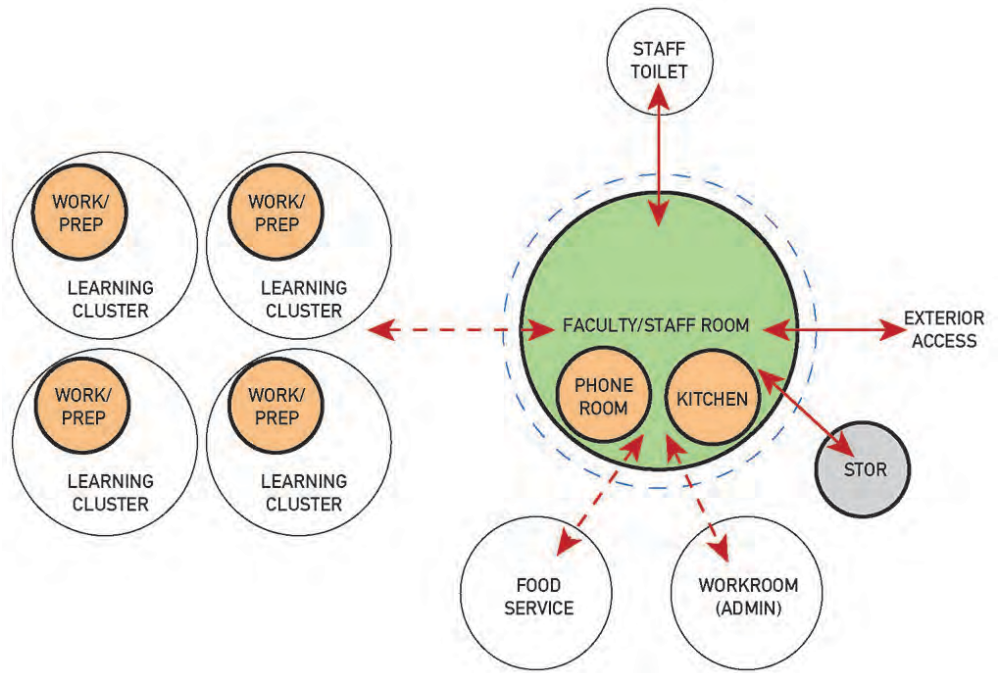 STAFF
TOILET
WORK/
PREP
LEARNING
CLUSTER
WORK/
PREP
LEARNING
CLUSTER
WORK/
PREP
LEARNING
CLUSTER
WORK/
PREP
LEARNING
CLUSTER
FACULTY/STAFF ROOM
PHONE
ROOM
KITCHEN
EXTERIOR
ACCESS
STOR
FOOD
SERVICE
WORKROOM
(ADMIN)